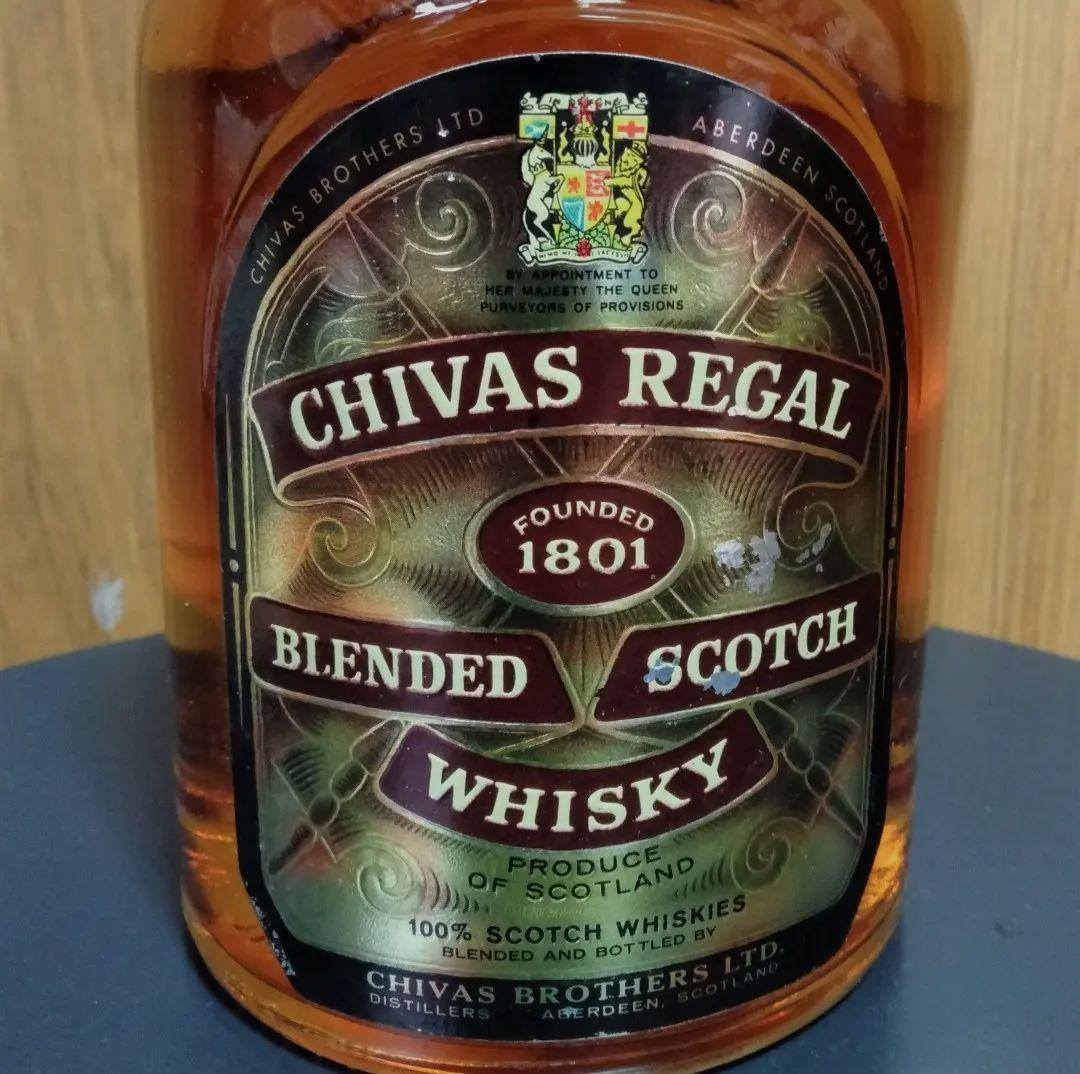 CHIVAS BROTHERS LTD
ABERDEEN SCOTLAND
IN DEFENS
BY APPOINTMENT TO
HER MAJESTY THE QUEEN
PURVEYORS OF PROVISIONS
CHIVAS REGAL
FOUNDED
1801
BLENDED
SCOTCH
WHISKY
PRODUCE
OF SCOTLAND
100% SCOTCH WHISKIES
BLENDED AND BOTTLED BY
CHIVAS BROTHERS LTD.
DISTILLERS ABERDEEN, SCOTLAND